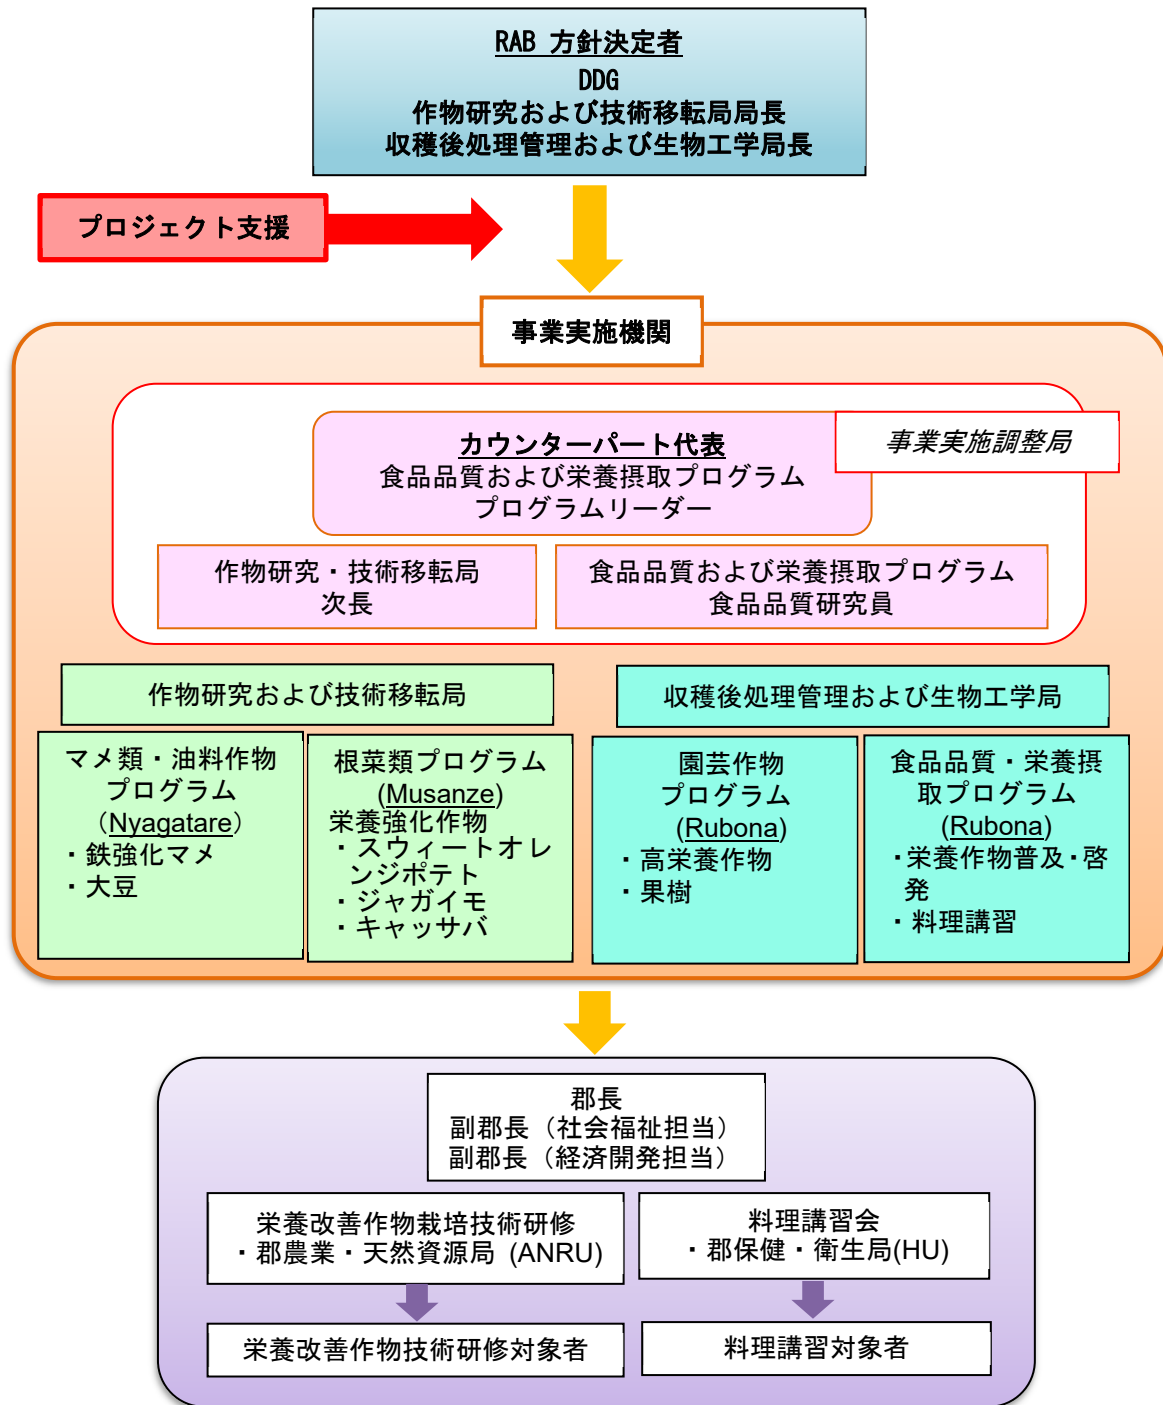 RAB 方針決定者
DDG
作物研究および技術移転局局長
収穫後処理管理および生物工学局長
プロジェクト支援
事業実施機関
事業実施調整局
カウンターパート代表
食品品質および栄養摂取プログラム
プログラムリーダー
作物研究・技術移転局
次長
食品品質および栄養摂取プログラム
食品品質研究員
作物研究および技術移転局
マメ類・油料作物
プログラム
（Nyagatare）
・鉄強化マメ
・大豆
根菜類プログラム
(Musanze)
栄養強化作物
・スウィートオレ
ンジポテト
・ジャガイモ
・キャッサバ
収穫後処理管理および生物工学局
園芸作物
プログラム
(Rubona)
・高栄養作物
・果樹
食品品質・栄養摂
取プログラム
(Rubona)
・栄養作物普及・啓
発
・料理講習
郡長
副郡長（社会福祉担当）
副郡長（経済開発担当）
栄養改善作物栽培技術研修
・郡農業・天然資源局 (ANRU)
栄養改善作物技術研修対象者
料理講習会
・郡保健・衛生局(HU)
料理講習対象者